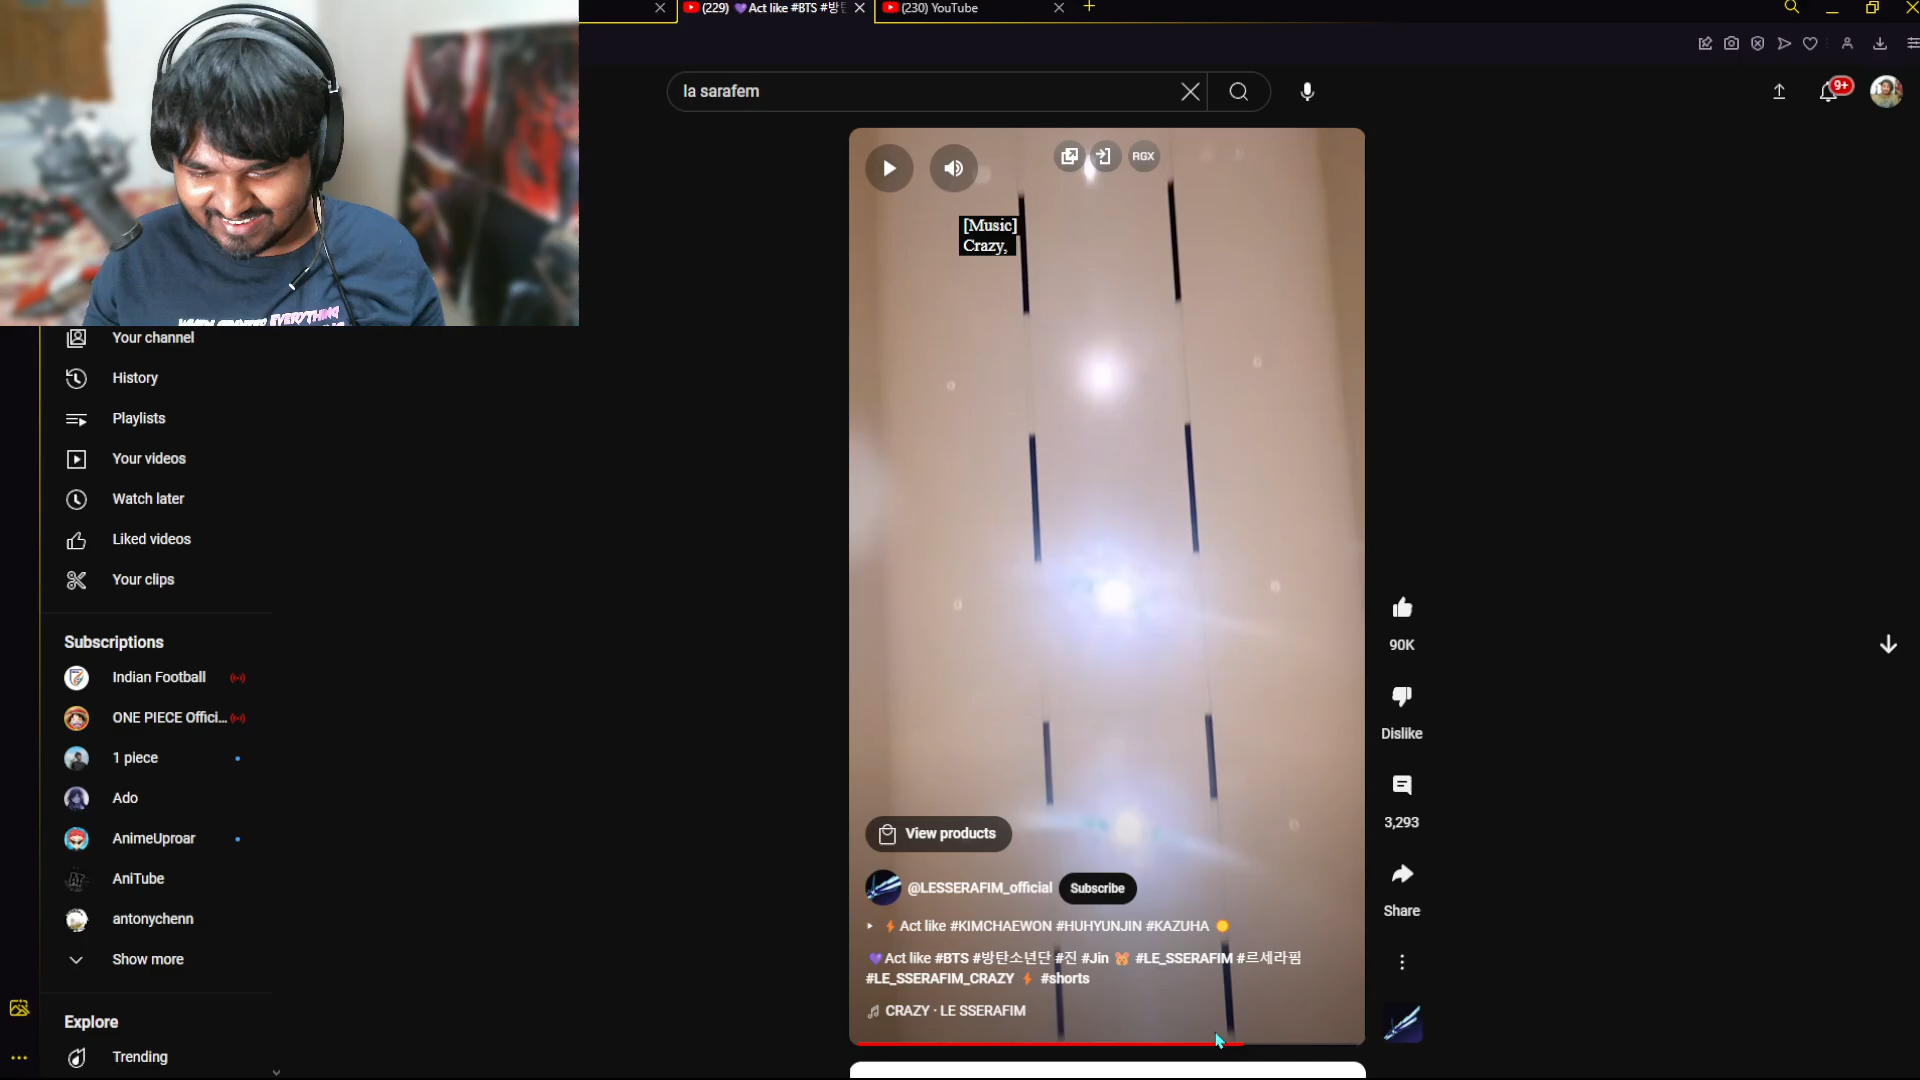 (229) 💜Act like #BTS #방탄
(230) YouTube
la sarafem
9+
RGX
[Music]
Crazy,
EVERYTHING
Your channel
History
Playlists
Your videos
Watch later
Liked videos
Your clips
Subscriptions
Indian Football
ONE PIECE Offici...
1 piece
Ado
AnimeUproar
AniTube
antonychenn
Show more
Explore
Trending
View products
@LESSERAFIM_official
Subscribe
⚡Act like #KIMCHAEWON #HUHYUNJIN #KAZUHA
💜Act like #BTS #방탄소년단 #진 #Jin 🐹 #LE_SSERAFIM #르세라핌
#LE_SSERAFIM_CRAZY ⚡ #shorts
CRAZY · LE SSERAFIM
90K
Dislike
3,293
Share